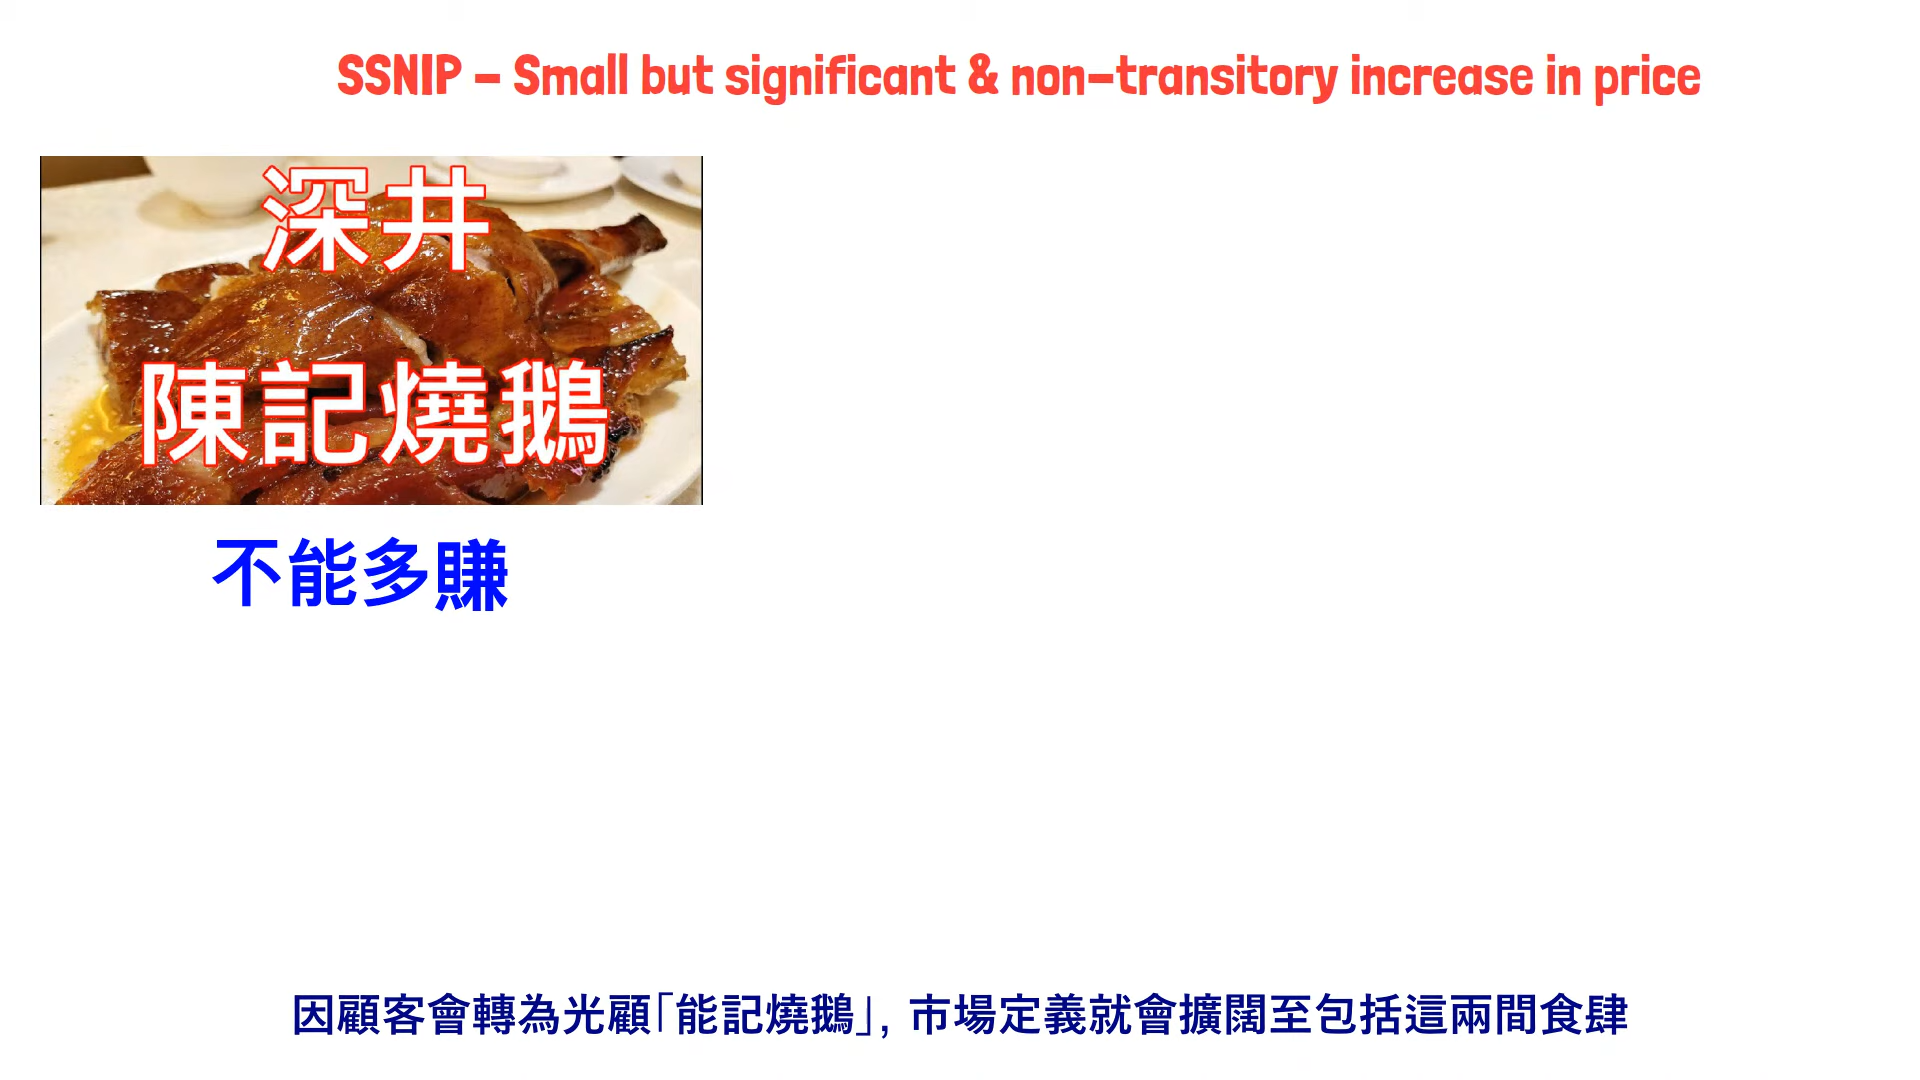 SSNIP - Small but significant & non-transitory increase in price
深井
陳記燒鵝
不能多賺
因顧客會轉為光顧「能記燒鵝」, 市場定義就會擴闊至包括這兩間食肆